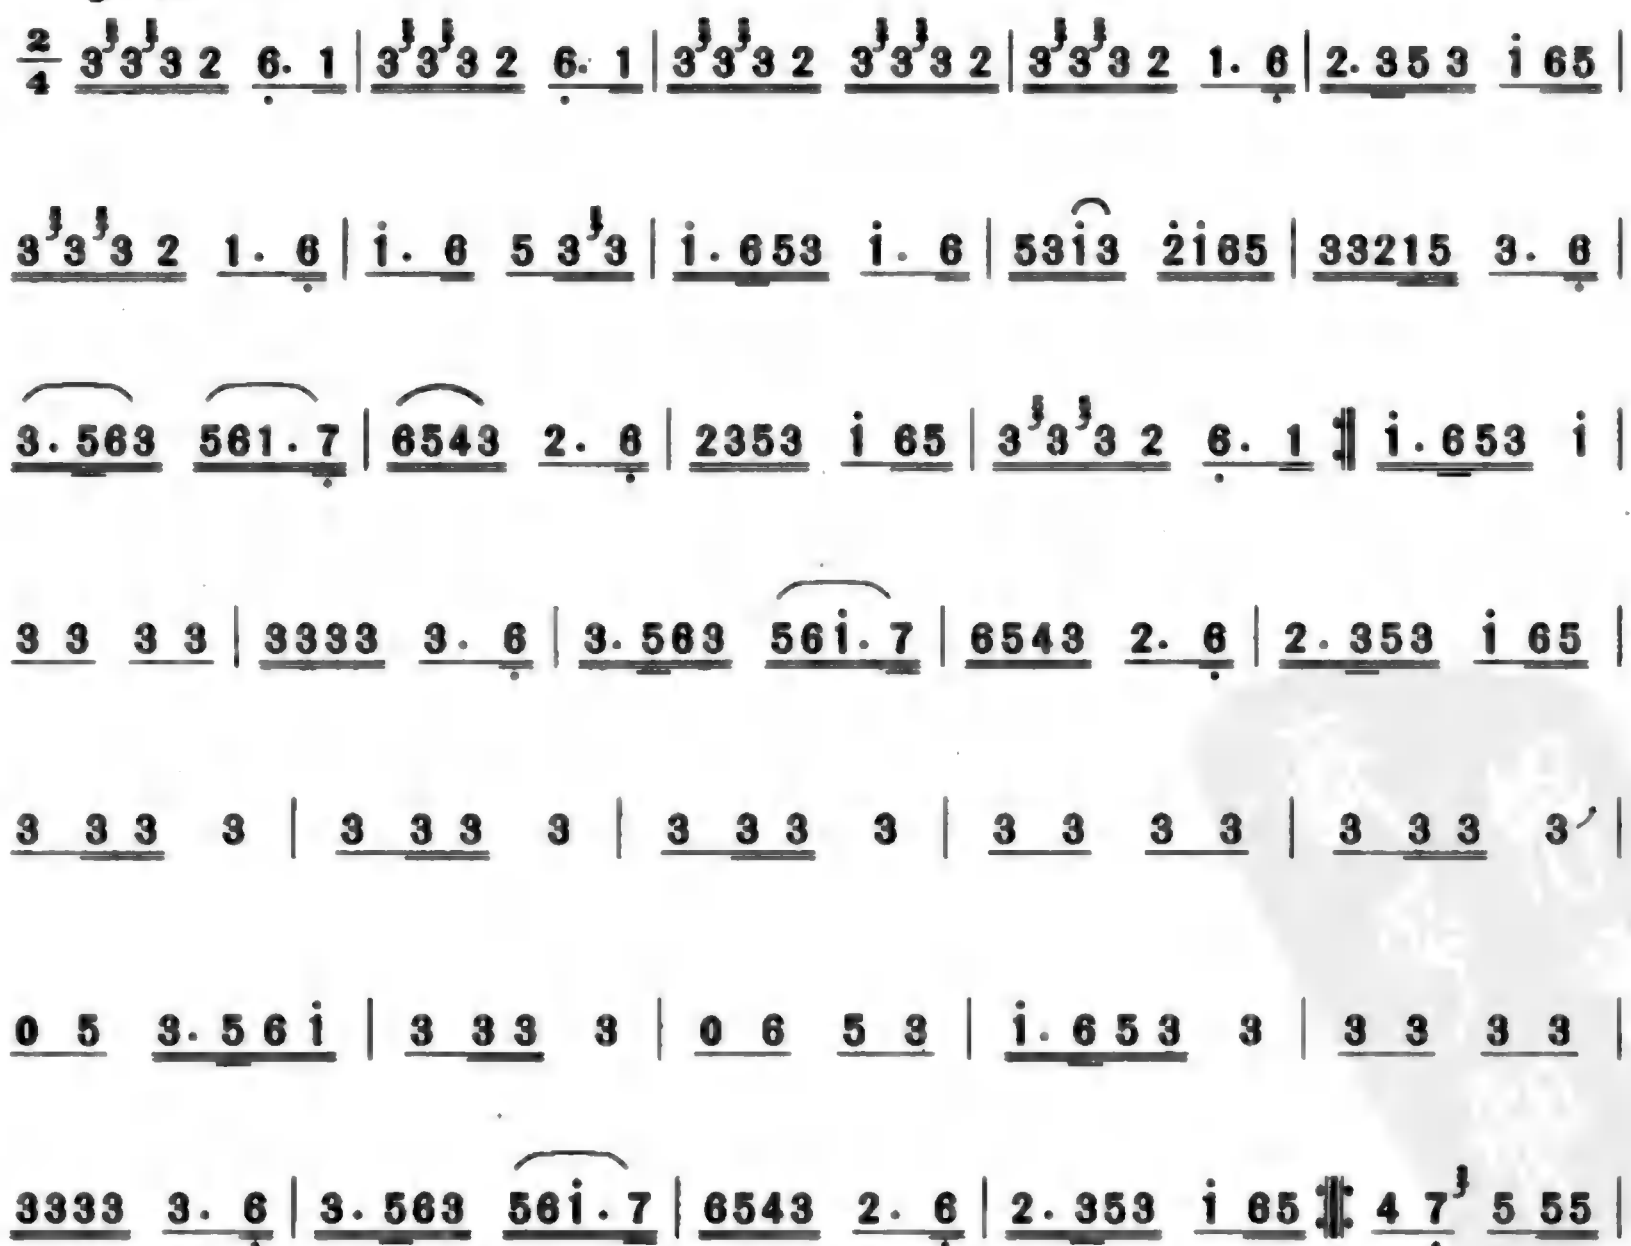 2/4 3 3 3 2 6. 1 | 3 3 3 2 6. 1 | 3 3 3 2 3 3 3 2 | 3 3 3 2 1. 6 | 2. 3 5 3 i 6 5 |
3 3 3 2 1. 6 | i. 6 5 3 3 | i. 6 5 3 i. 6 | 5 3 i 3 2 i 6 5 | 3 3 2 1 5 3. 6 |
3. 5 6 3 5 6 1. 7 | 6 5 4 3 2. 6 | 2 3 5 3 i 6 5 | 3 3 3 2 6. 1 :‖ i. 6 5 3 i |
3 3 3 3 | 3 3 3 3 3. 6 | 3. 5 6 3 5 6 i. 7 | 6 5 4 3 2. 6 | 2. 3 5 3 i 6 5 |
3 3 3 3 | 3 3 3 3 | 3 3 3 3 | 3 3 3 3 | 3 3 3 3 |
0 5 3. 5 6 i | 3 3 3 3 | 0 6 5 3 | i. 6 5 3 3 | 3 3 3 3 |
3 3 3 3 3. 6 | 3. 5 6 3 5 6 i. 7 | 6 5 4 3 2. 6 | 2. 3 5 3 i 6 5 :‖: 4 7 5 5 5 |